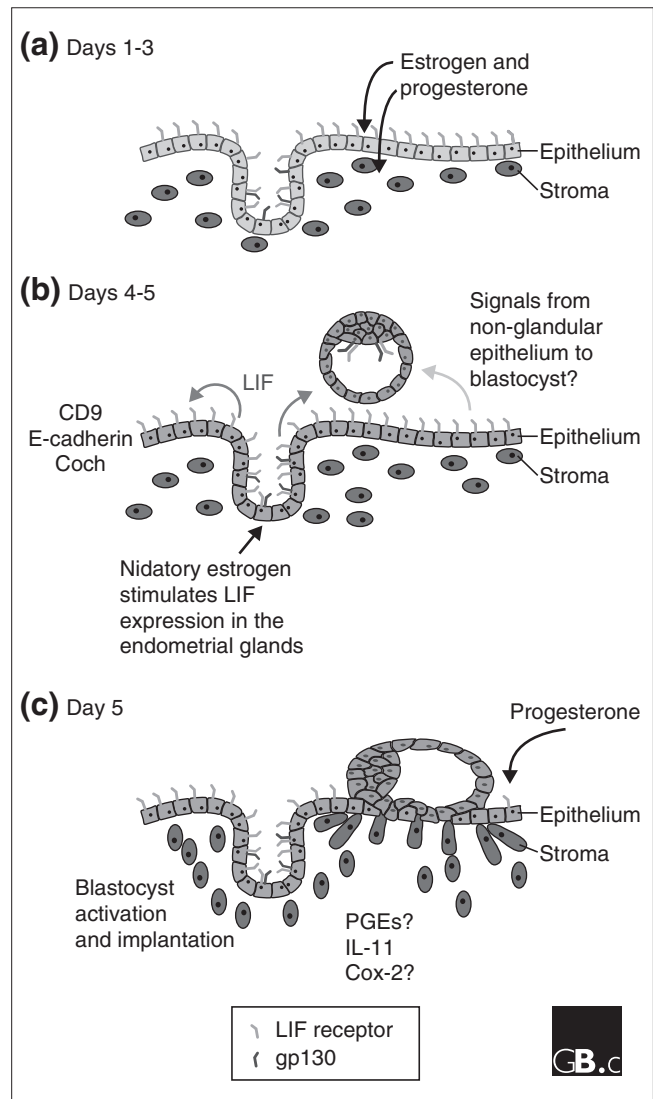 (a) Days 1-3
Estrogen and
progesterone
Epithelium
Stroma
(b) Days 4-5
Signals from
non-glandular
epithelium to
blastocyst?
LIF
CD9
E-cadherin
Coch
Epithelium
Stroma
Nidatory estrogen
stimulates LIF
expression in the
endometrial glands
(c) Day 5
Progesterone
Epithelium
Stroma
Blastocyst
activation
and implantation
PGEs?
IL-11
Cox-2?
LIF receptor
gp130
GB.c